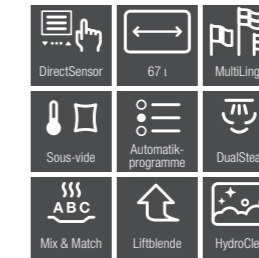 DirectSensor
67 l
MultiLing
Sous-vide
Automatik-
programme
DualStea
ABC
Mix & Match
Liftblende
HydroCle